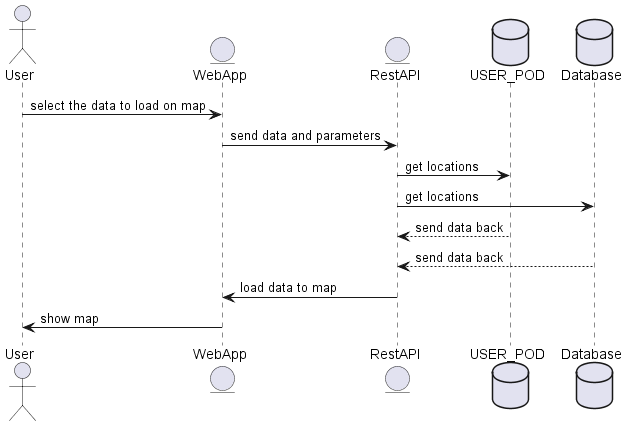 User WebApp RestAPI USER_POD Database
select the data to load on map
send data and parameters
get locations
get locations
send data back
send data back
load data to map
show map
User WebApp RestAPI USER_POD Database